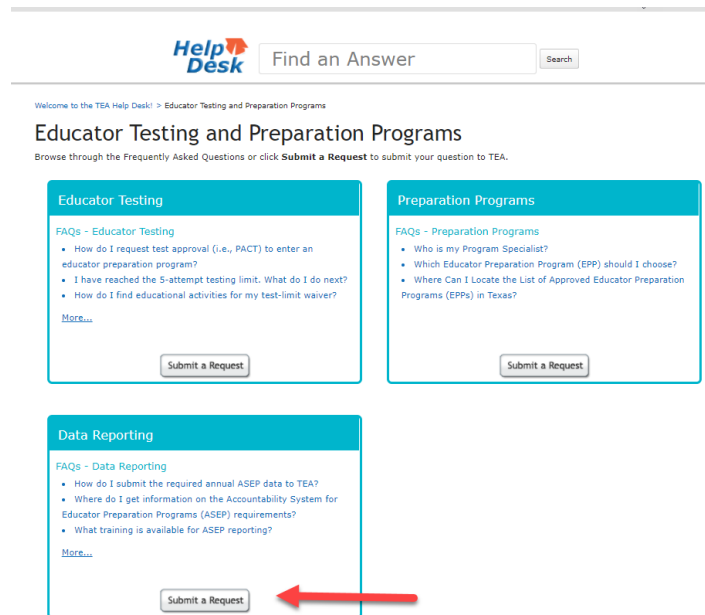 Help
Desk
Find an Answer
Search
Welcome to the TEA Help Desk! > Educator Testing and Preparation Programs
Educator Testing and Preparation Programs
Browse through the Frequently Asked Questions or click Submit a Request to submit your question to TEA.
Educator Testing
FAQs - Educator Testing
• How do I request test approval (i.e., PACT) to enter an
educator preparation program?
• I have reached the 5-attempt testing limit. What do I do next?
• How do I find educational activities for my test-limit waiver?
More...
Submit a Request
Preparation Programs
FAQs - Preparation Programs
• Who is my Program Specialist?
• Which Educator Preparation Program (EPP) should I choose?
• Where Can I Locate the List of Approved Educator Preparation
Programs (EPPs) in Texas?
Submit a Request
Data Reporting
FAQs - Data Reporting
• How do I submit the required annual ASEP data to TEA?
• Where do I get information on the Accountability System for
Educator Preparation Programs (ASEP) requirements?
• What training is available for ASEP reporting?
More...
Submit a Request